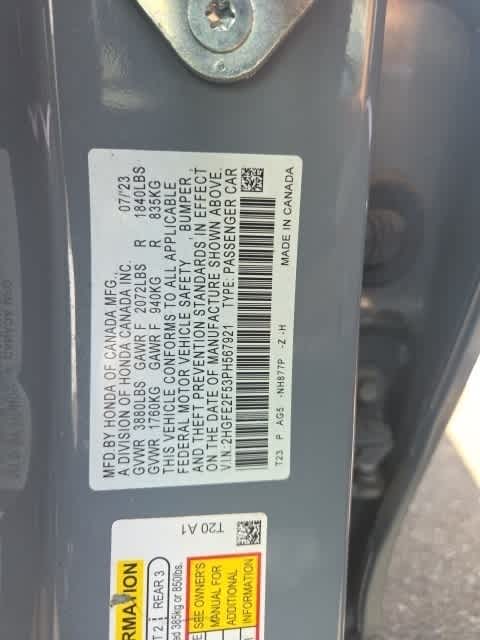 MFD.BY HONDA OF CANADA MFG., 07/23
A DIVISION OF HONDA CANADA INC.
GVWR 3880LBS GAWR F 2072LBS R 1840LBS
GVWR 1760KG GAWR F 940KG R 835KG
THIS VEHICLE CONFORMS TO ALL APPLICABLE
FEDERAL MOTOR VEHICLE SAFETY BUMPER,
AND THEFT PREVENTION STANDARDS IN EFFECT
ON THE DATE OF MANUFACTURE SHOWN ABOVE.
V.I.N.:2HGFE2F53PH567921 TYPE: PASSENGER CAR
T23 P AG5 -NH877P -Z -H MADE IN CANADA
T20 A1
REAR 3
385kg or 850lbs.
SEE OWNER'S
MANUAL FOR
ADDITIONAL
INFORMATION